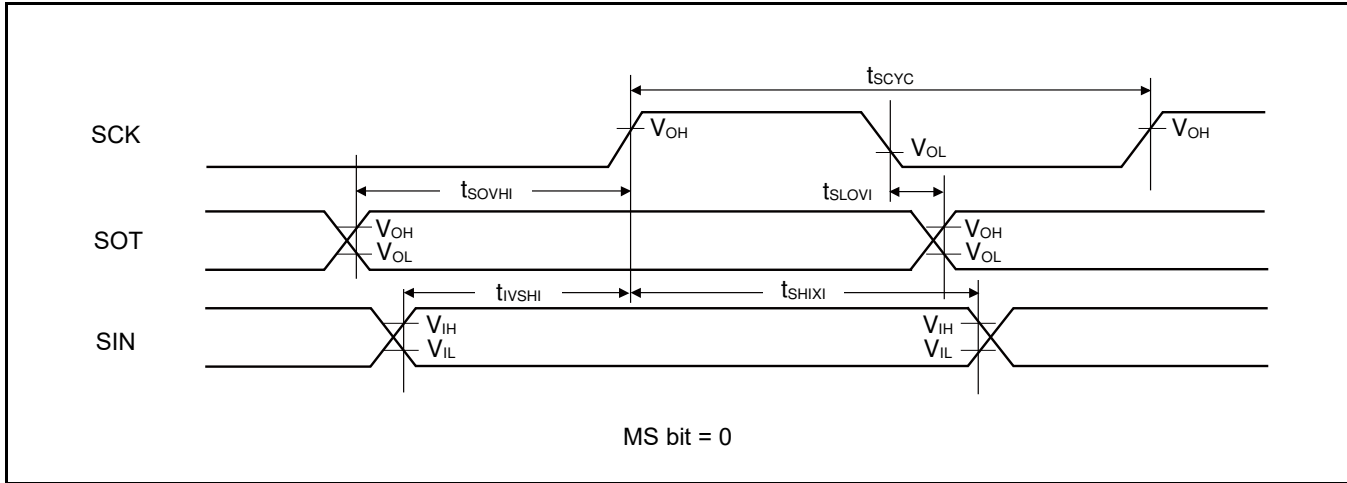 tSCYC
SCK
VOH
VOL
VOH
tSOVHI
tSLOVI
SOT
VOH
VOL
VOH
VOL
tIVSHI
tSHIXI
SIN
VIH
VIL
VIH
VIL
MS bit = 0